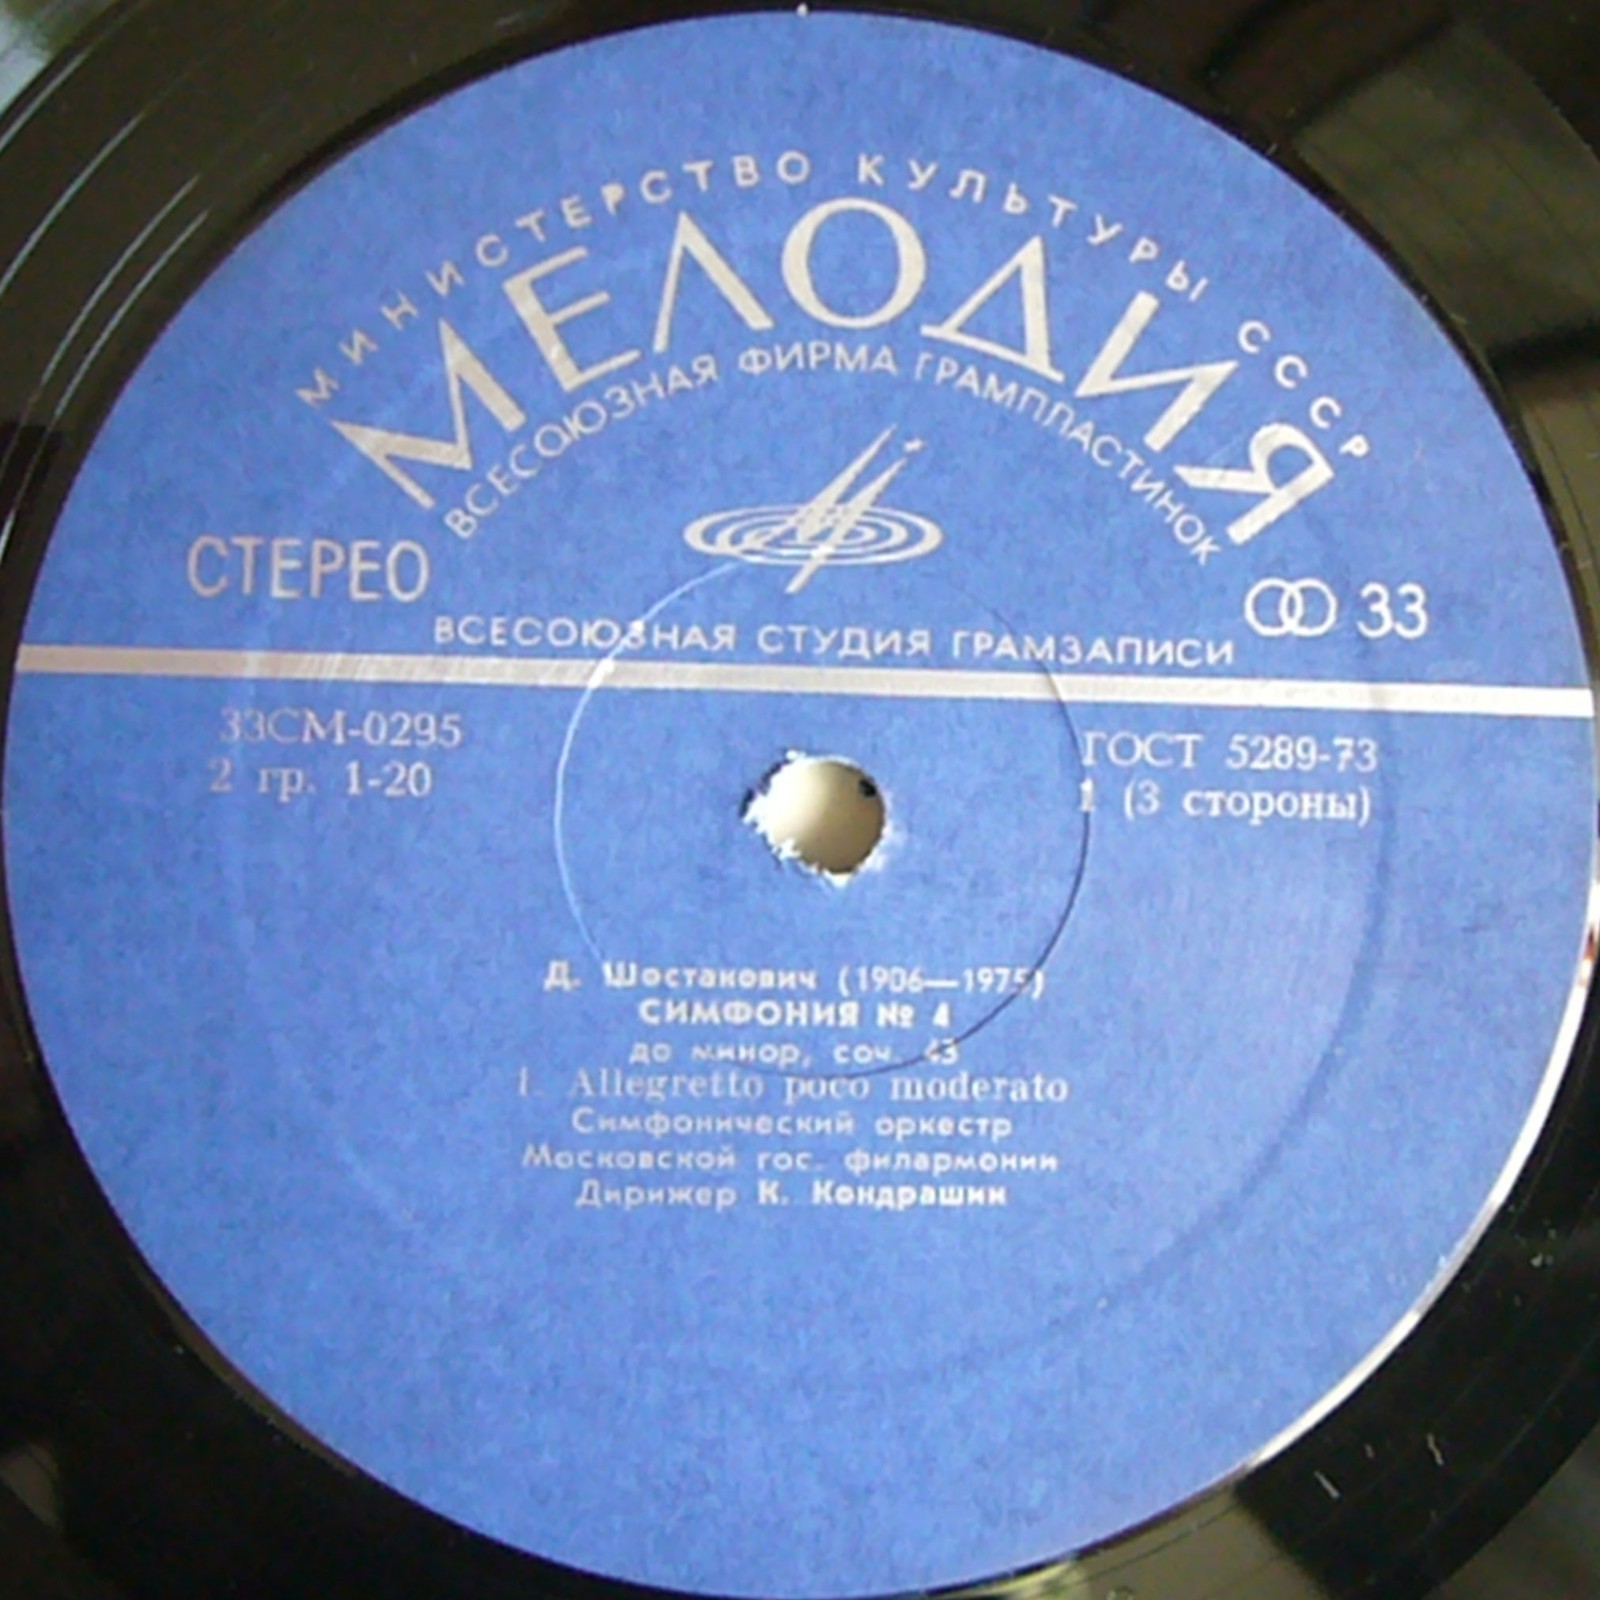 МИНИСТЕРСТВО КУЛЬТУРЫ СССР
МЕЛОДИЯ
ВСЕСОЮЗНАЯ ФИРМА ГРАМПЛАСТИНОК
СТЕРЕО
33
ВСЕСОЮЗНАЯ СТУДИЯ ГРАМЗАПИСИ
33СМ-0295
ГОСТ 5289-73
2 гр. 1-20
1 (3 стороны)
Д. Шостакович (1906—1975)
СИМФОНИЯ № 4
до минор, соч. 43
1. Allegretto poco moderato
Симфонический оркестр
Московской гос. филармонии
Дирижер К. Кондрашин